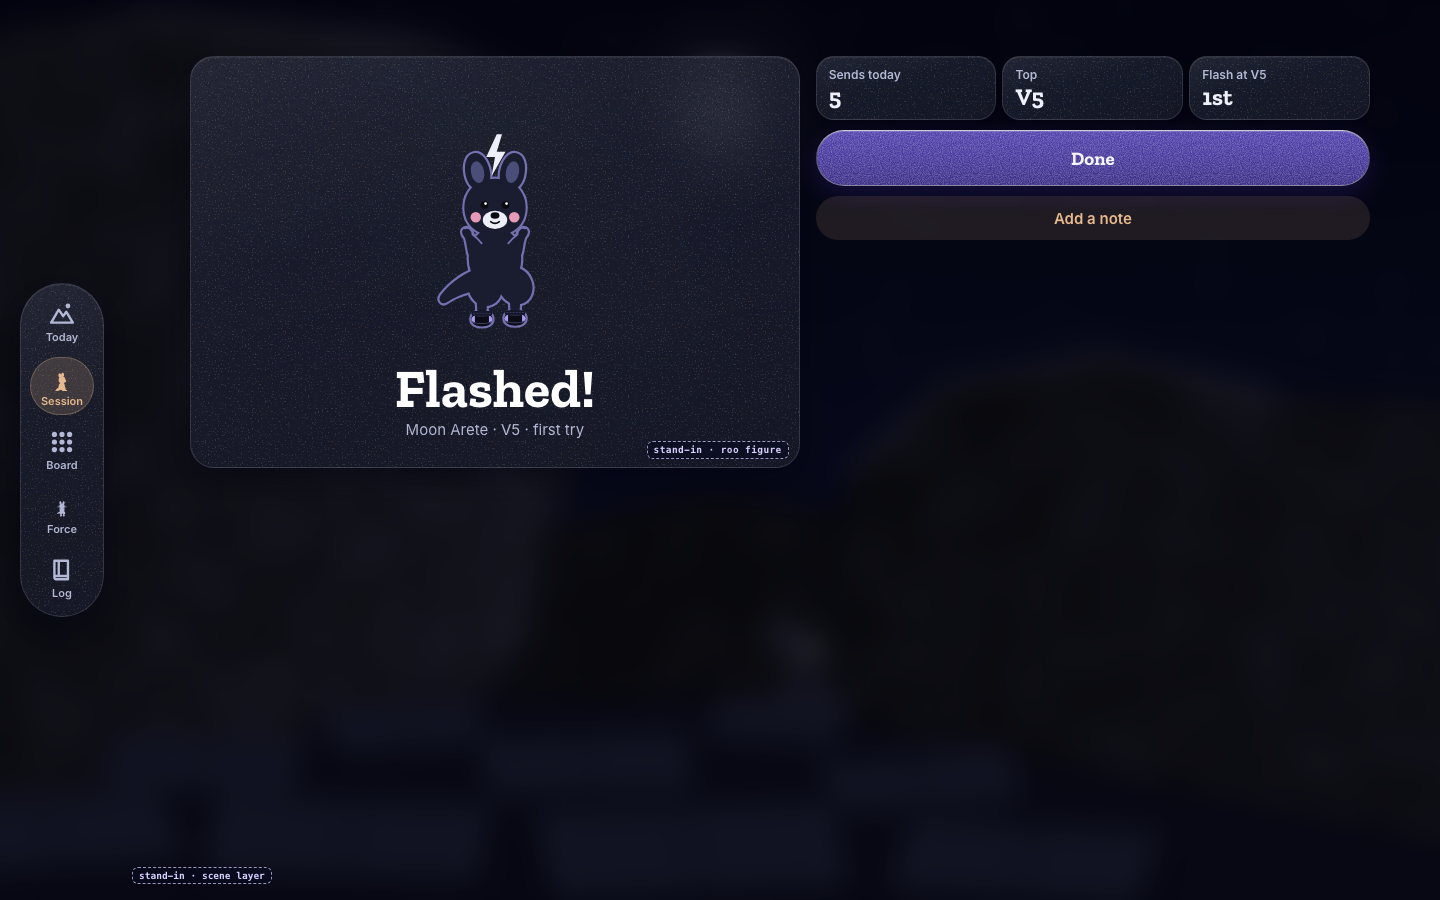 Today
Session
Board
Force
Log
Flashed!
Moon Arete · V5 · first try
stand-in · roo figure
Sends today
5
Top
V5
Flash at V5
1st
Done
Add a note
stand-in · scene layer